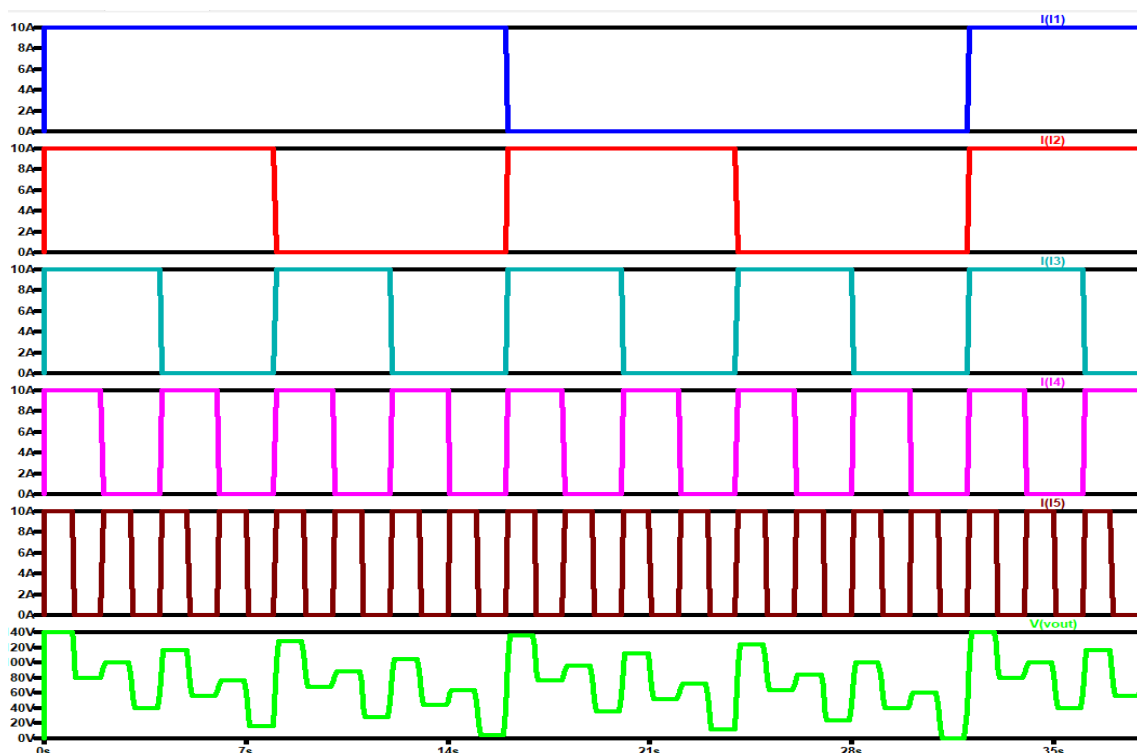 I(I1)
10A
8A
6A
4A
2A
0A
I(I2)
10A
8A
6A
4A
2A
0A
I(I3)
10A
8A
6A
4A
2A
0A
I(I4)
10A
8A
6A
4A
2A
0A
I(I5)
10A
8A
6A
4A
2A
0A
V(vout)
40V
20V
00V
80V
60V
40V
20V
0V
0s 7s 14s 21s 28s 35s